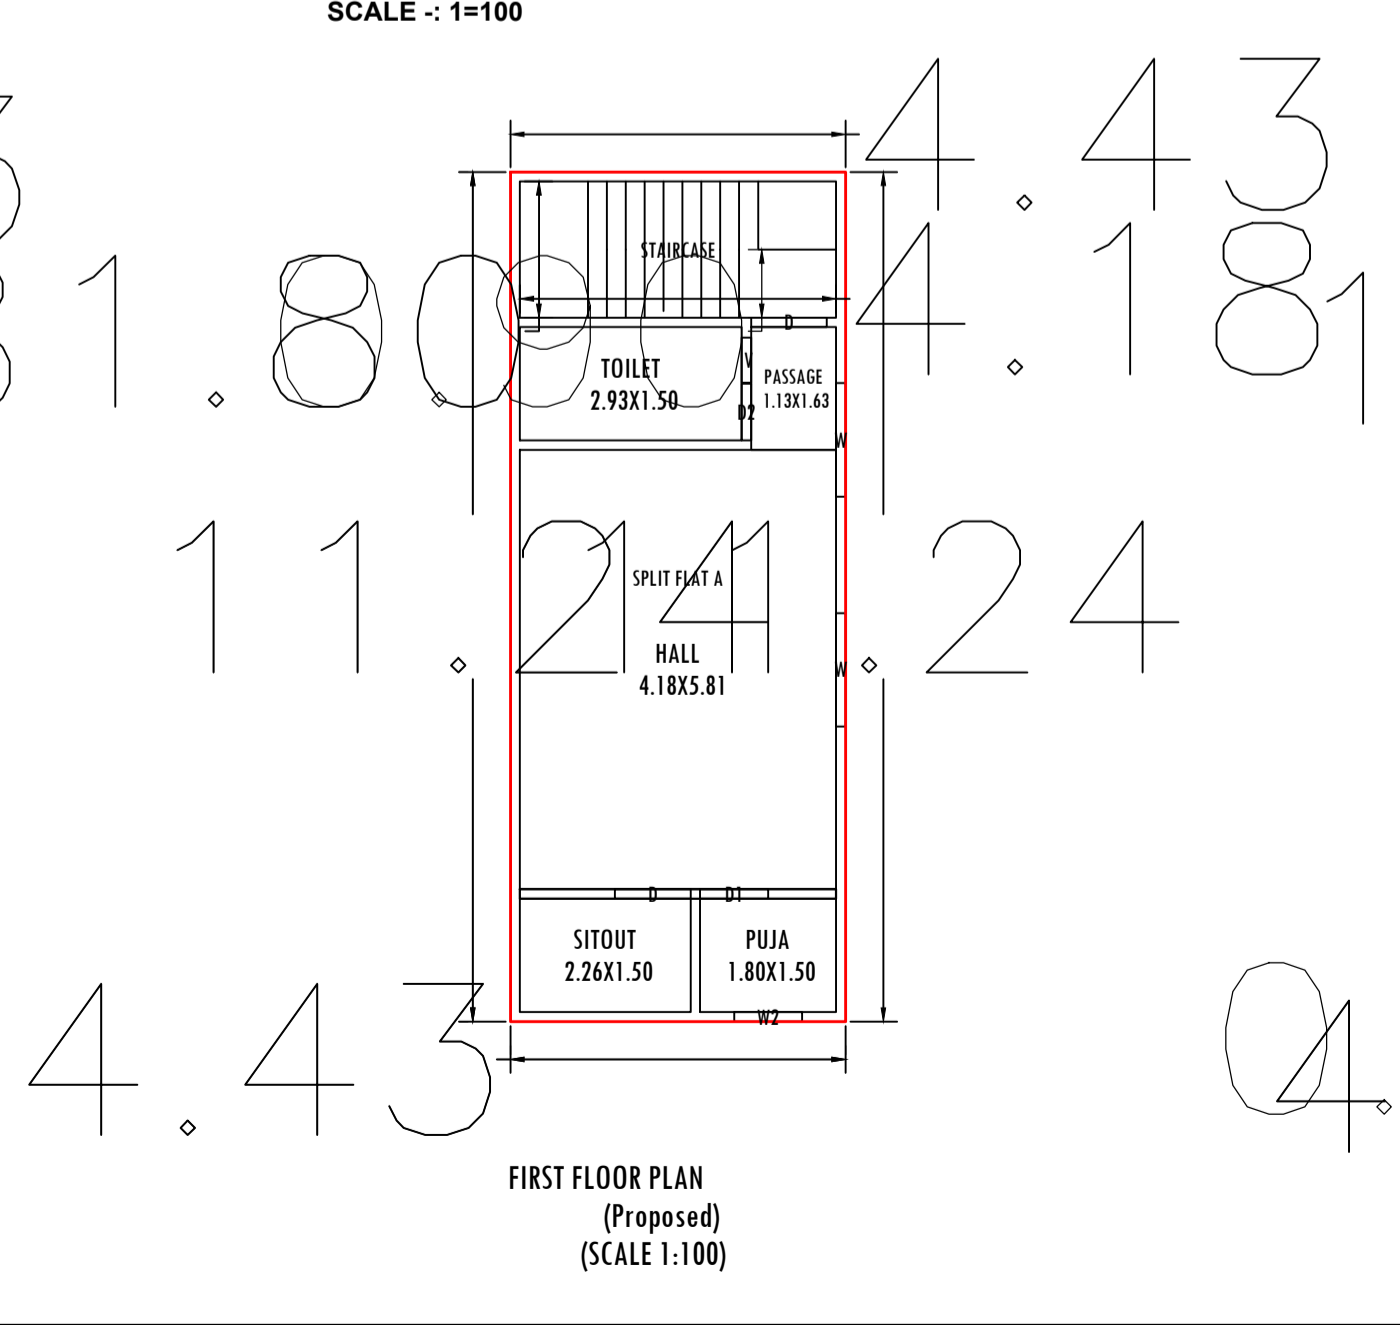 SCALE -: 1=100
4.43
STAIRCASE
4.18
D
TOILET
2.93X1.50
V
D2
PASSAGE
1.13X1.63
W
11.24
11.24
SPLIT FLAT A
HALL
4.18X5.81
W
D
D1
SITOUT
2.26X1.50
PUJA
1.80X1.50
W2
4.43
FIRST FLOOR PLAN
(Proposed)
(SCALE 1:100)